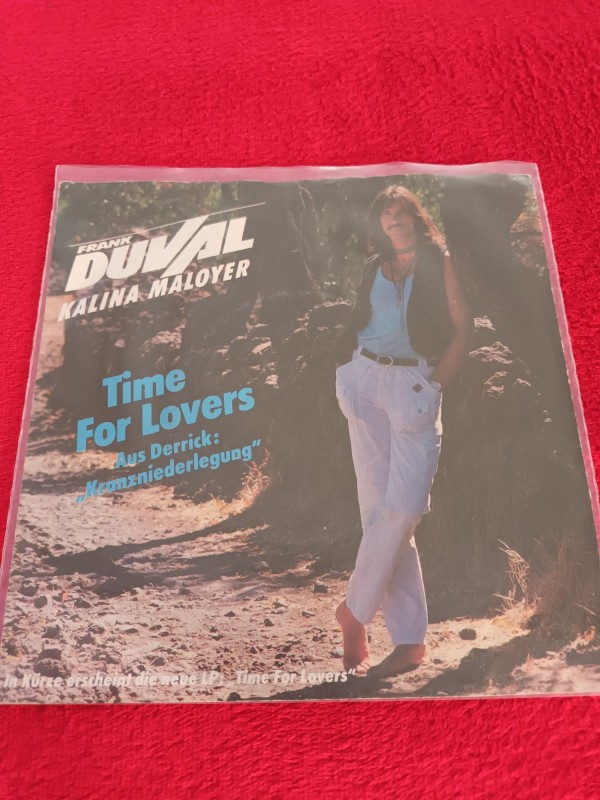 FRANK
DUVAL
KALINA MALOYER
Time
For Lovers
Aus Derrick:
„Kranzniederlegung“
In Kürze erscheint die neue LP: „Time For Lovers“